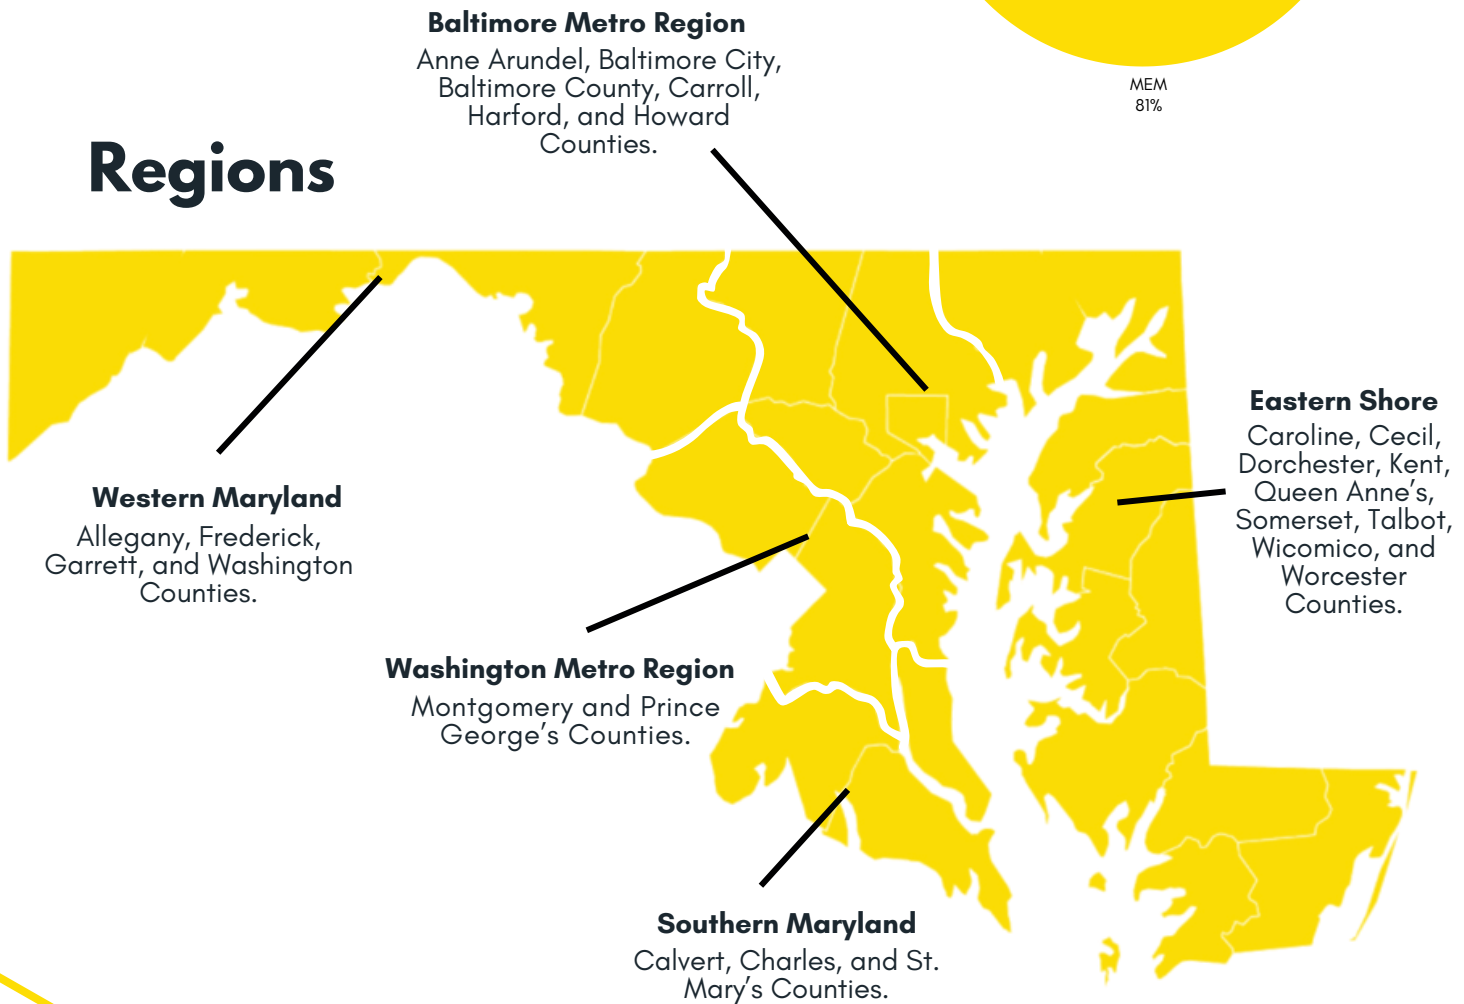 Baltimore Metro Region
Anne Arundel, Baltimore City,
Baltimore County, Carroll,
Harford, and Howard
Counties.
MEM
81%
Regions
Eastern Shore
Caroline, Cecil,
Dorchester, Kent,
Queen Anne’s,
Somerset, Talbot,
Wicomico, and
Worcester
Counties.
Western Maryland
Allegany, Frederick,
Garrett, and Washington
Counties.
Washington Metro Region
Montgomery and Prince
George’s Counties.
Southern Maryland
Calvert, Charles, and St.
Mary’s Counties.